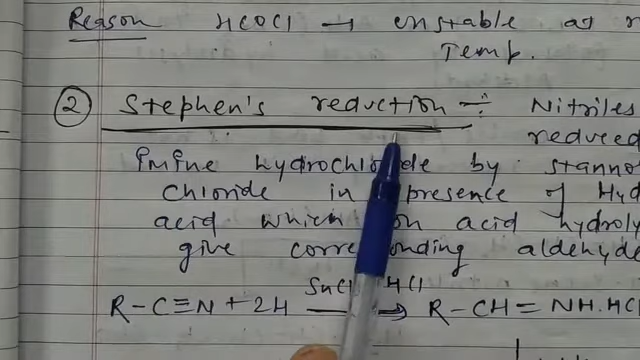 Reason HCOCl → unstable at r
Temp.
② Stephen's reduction ÷ Nitriles
reduced
imine hydrochloride by stanno
chloride in presence of Hyd
acid which on acid hydroly
give corresponding aldehyde
SnCl HCl
R-C≡N + 2H → R-CH=NH.HCl